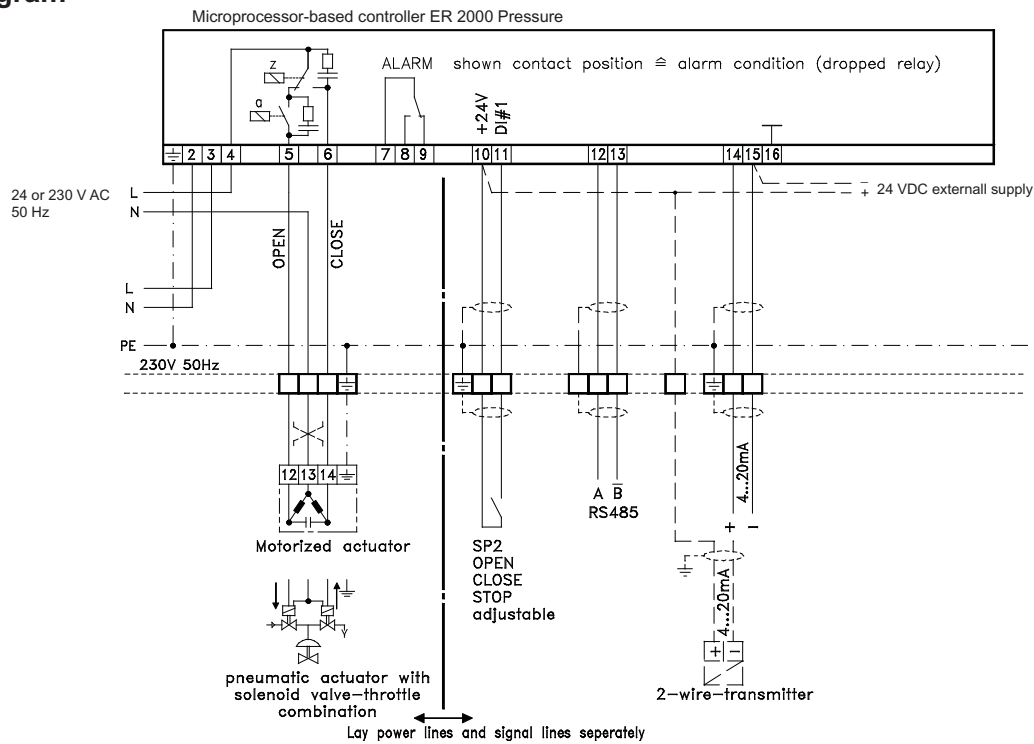 gram
Microprocessor-based controller ER 2000 Pressure
z
a
ALARM shown contact position ≙ alarm condition (dropped relay)
+24V
DI#1
2 3 4 5 6 7 8 9 10 11 12 13 14 15 16
24 or 230 V AC
50 Hz
L
N
+ 24 VDC externall supply
OPEN
CLOSE
L
N
PE
230V 50Hz
12 13 14
Motorized actuator
SP2
OPEN
CLOSE
STOP
adjustable
A B̅
RS485
4...20mA
+ −
4...20mA
+ −
2-wire-transmitter
pneumatic actuator with
solenoid valve-throttle
combination
Lay power lines and signal lines seperately